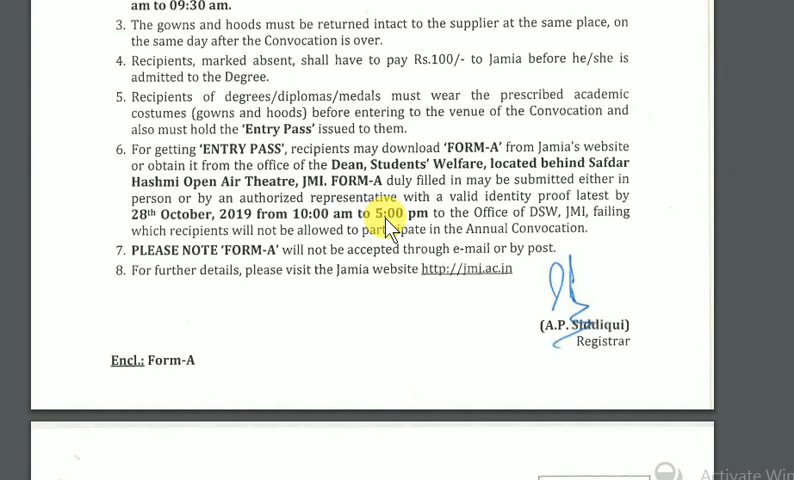 am to 09:30 am.
3. The gowns and hoods must be returned intact to the supplier at the same place, on
the same day after the Convocation is over.
4. Recipients, marked absent, shall have to pay Rs.100/- to Jamia before he/she is
admitted to the Degree.
5. Recipients of degrees/diplomas/medals must wear the prescribed academic
costumes (gowns and hoods) before entering to the venue of the Convocation and
also must hold the 'Entry Pass' issued to them.
6. For getting 'ENTRY PASS', recipients may download 'FORM-A' from Jamia's website
or obtain it from the office of the Dean, Students' Welfare, located behind Safdar
Hashmi Open Air Theatre, JMI. FORM-A duly filled in may be submitted either in
person or by an authorized representative with a valid identity proof latest by
28th October, 2019 from 10:00 am to 5:00 pm to the Office of DSW, JMI, failing
which recipients will not be allowed to participate in the Annual Convocation.
7. PLEASE NOTE 'FORM-A' will not be accepted through e-mail or by post.
8. For further details, please visit the Jamia website http://jmi.ac.in
(A.P. Siddiqui)
Registrar
Encl.: Form-A
Activate Win